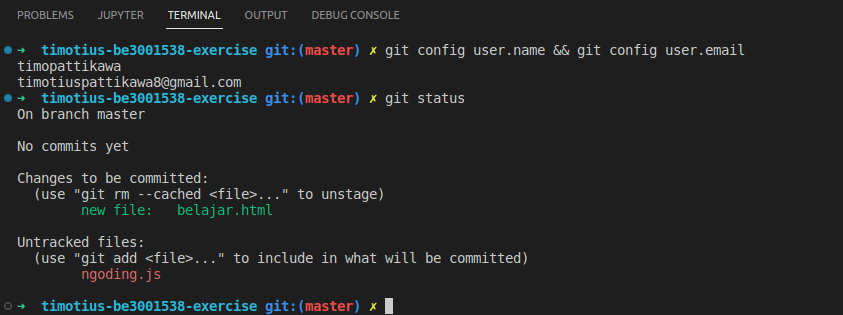 PROBLEMS JUPYTER TERMINAL OUTPUT DEBUG CONSOLE
➜ timotius-be3001538-exercise git:(master) ✗ git config user.name && git config user.email
timopattikawa
timotiuspattikawa8@gmail.com
➜ timotius-be3001538-exercise git:(master) ✗ git status
On branch master
No commits yet
Changes to be committed:
(use "git rm --cached <file>..." to unstage)
new file: belajar.html
Untracked files:
(use "git add <file>..." to include in what will be committed)
ngoding.js
➜ timotius-be3001538-exercise git:(master) ✗